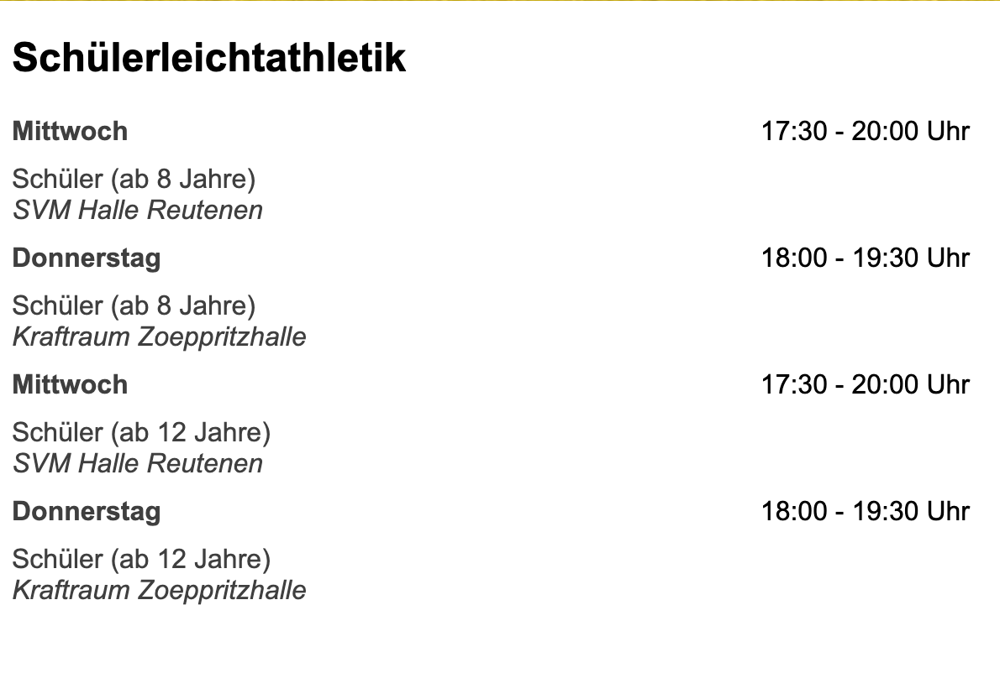 Schülerleichtathletik
Mittwoch 17:30 - 20:00 Uhr
Schüler (ab 8 Jahre)
SVM Halle Reutenen
Donnerstag 18:00 - 19:30 Uhr
Schüler (ab 8 Jahre)
Kraftraum Zoeppritzhalle
Mittwoch 17:30 - 20:00 Uhr
Schüler (ab 12 Jahre)
SVM Halle Reutenen
Donnerstag 18:00 - 19:30 Uhr
Schüler (ab 12 Jahre)
Kraftraum Zoeppritzhalle